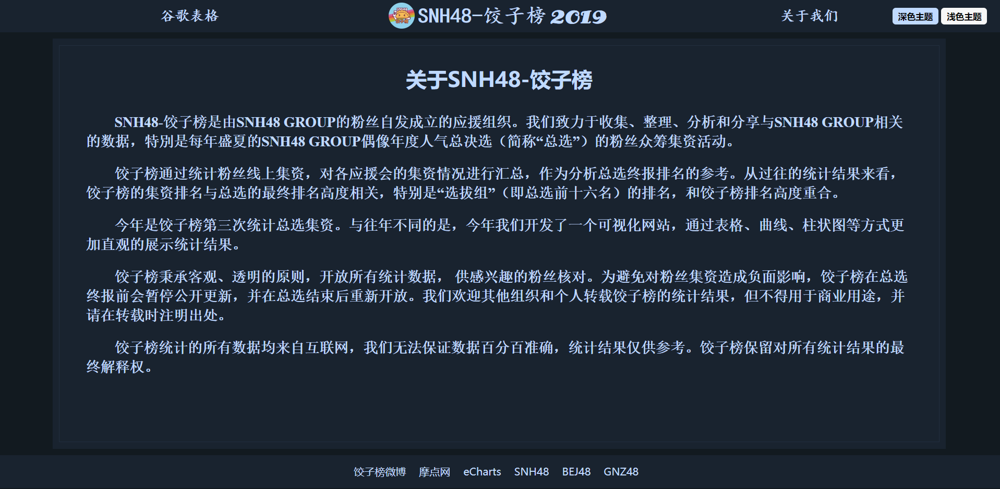 谷歌表格
SNH48-饺子榜 2019
关于我们
深色主题 浅色主题
关于SNH48-饺子榜
SNH48-饺子榜是由SNH48 GROUP的粉丝自发成立的应援组织。我们致力于收集、整理、分析和分享与SNH48 GROUP相关
的数据，特别是每年盛夏的SNH48 GROUP偶像年度人气总决选（简称“总选”）的粉丝众筹集资活动。
饺子榜通过统计粉丝线上集资，对各应援会的集资情况进行汇总，作为分析总选终报排名的参考。从过往的统计结果来看，
饺子榜的集资排名与总选的最终排名高度相关，特别是“选拔组”（即总选前十六名）的排名，和饺子榜排名高度重合。
今年是饺子榜第三次统计总选集资。与往年不同的是，今年我们开发了一个可视化网站，通过表格、曲线、柱状图等方式更
加直观的展示统计结果。
饺子榜秉承客观、透明的原则，开放所有统计数据， 供感兴趣的粉丝核对。为避免对粉丝集资造成负面影响，饺子榜在总选
终报前会暂停公开更新，并在总选结束后重新开放。我们欢迎其他组织和个人转载饺子榜的统计结果，但不得用于商业用途，并
请在转载时注明出处。
饺子榜统计的所有数据均来自互联网，我们无法保证数据百分百准确，统计结果仅供参考。饺子榜保留对所有统计结果的最
终解释权。
饺子榜微博 摩点网 eCharts SNH48 BEJ48 GNZ48